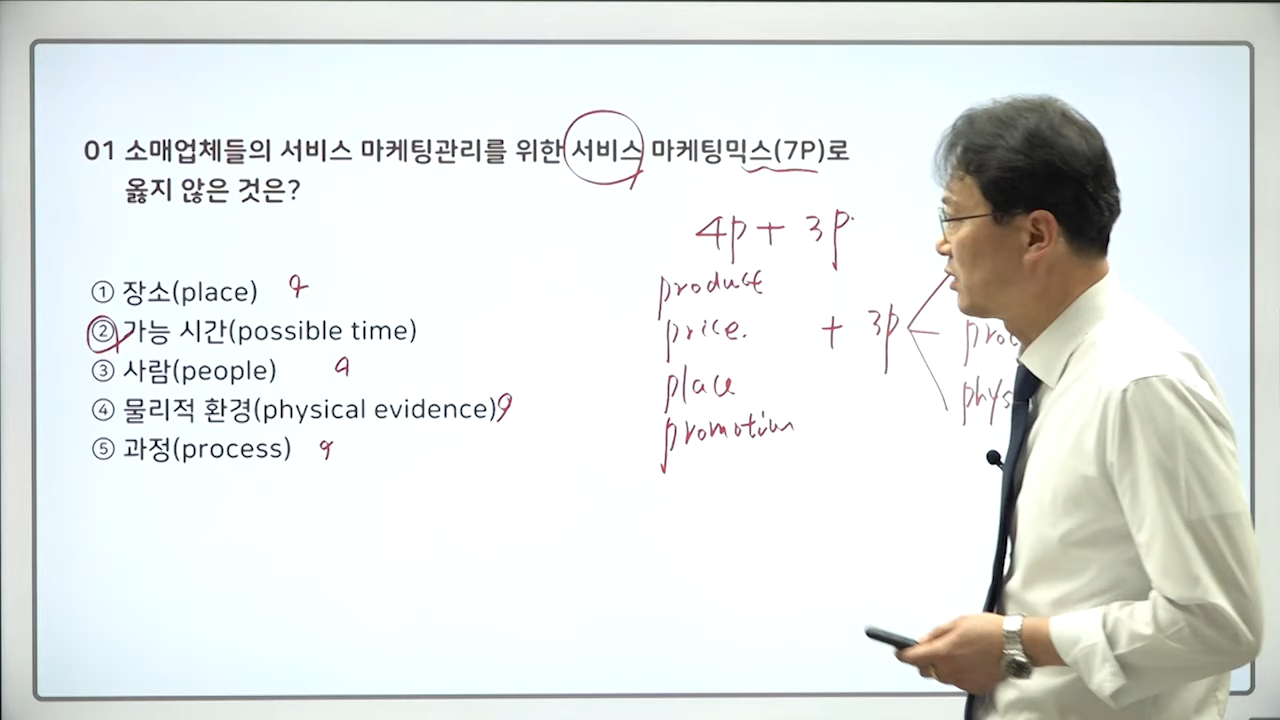 01 소매업체들의 서비스 마케팅관리를 위한 서비스 마케팅믹스(7P)로
옳지 않은 것은?
4p + 3p
① 장소(place)
② 가능 시간(possible time)
③ 사람(people)
④ 물리적 환경(physical evidence)
⑤ 과정(process)
product
price.
place
promotion
+ 3p